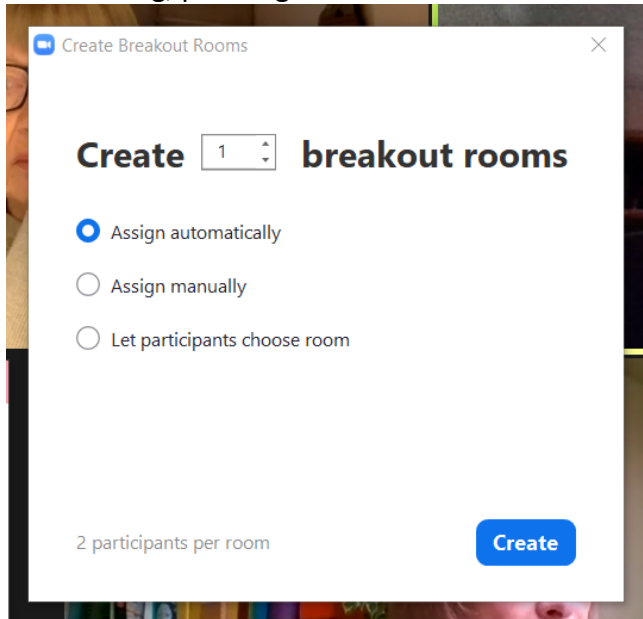 Create Breakout Rooms
Create 1 breakout rooms
Assign automatically
Assign manually
Let participants choose room
2 participants per room Create